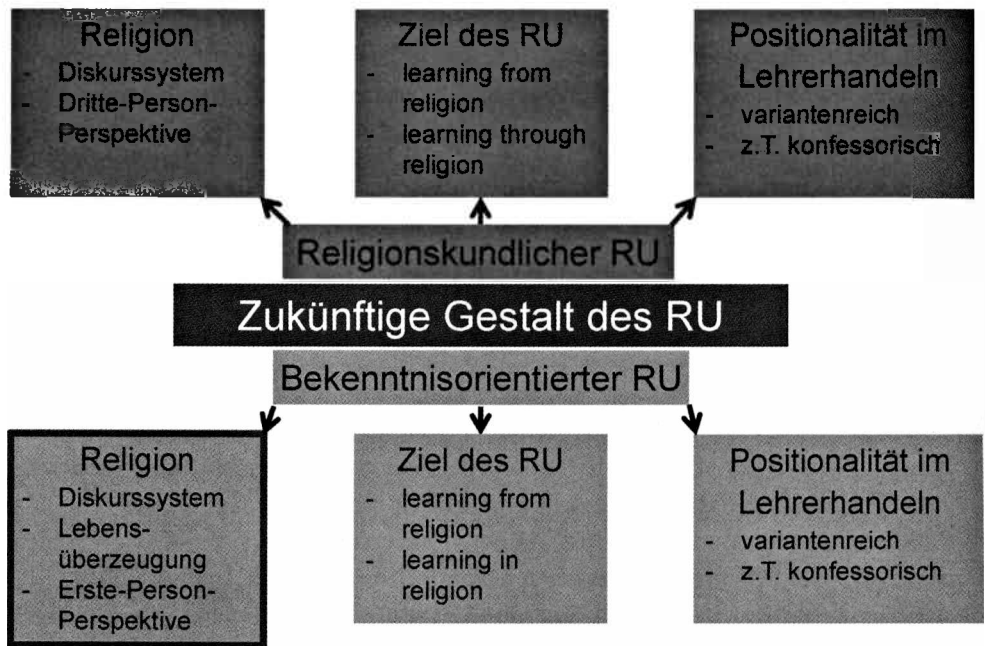 Religion
- Diskurssystem
- Dritte-Person-
Perspektive
Ziel des RU
- learning from
religion
- learning through
religion
Positionalität im
Lehrerhandeln
- variantenreich
- z.T. konfessorisch
Religionskundlicher RU
Zukünftige Gestalt des RU
Bekenntnisorientierter RU
Religion
- Diskurssystem
- Lebens-
überzeugung
- Erste-Person-
Perspektive
Ziel des RU
- learning from
religion
- learning in
religion
Positionalität im
Lehrerhandeln
- variantenreich
- z.T. konfessorisch